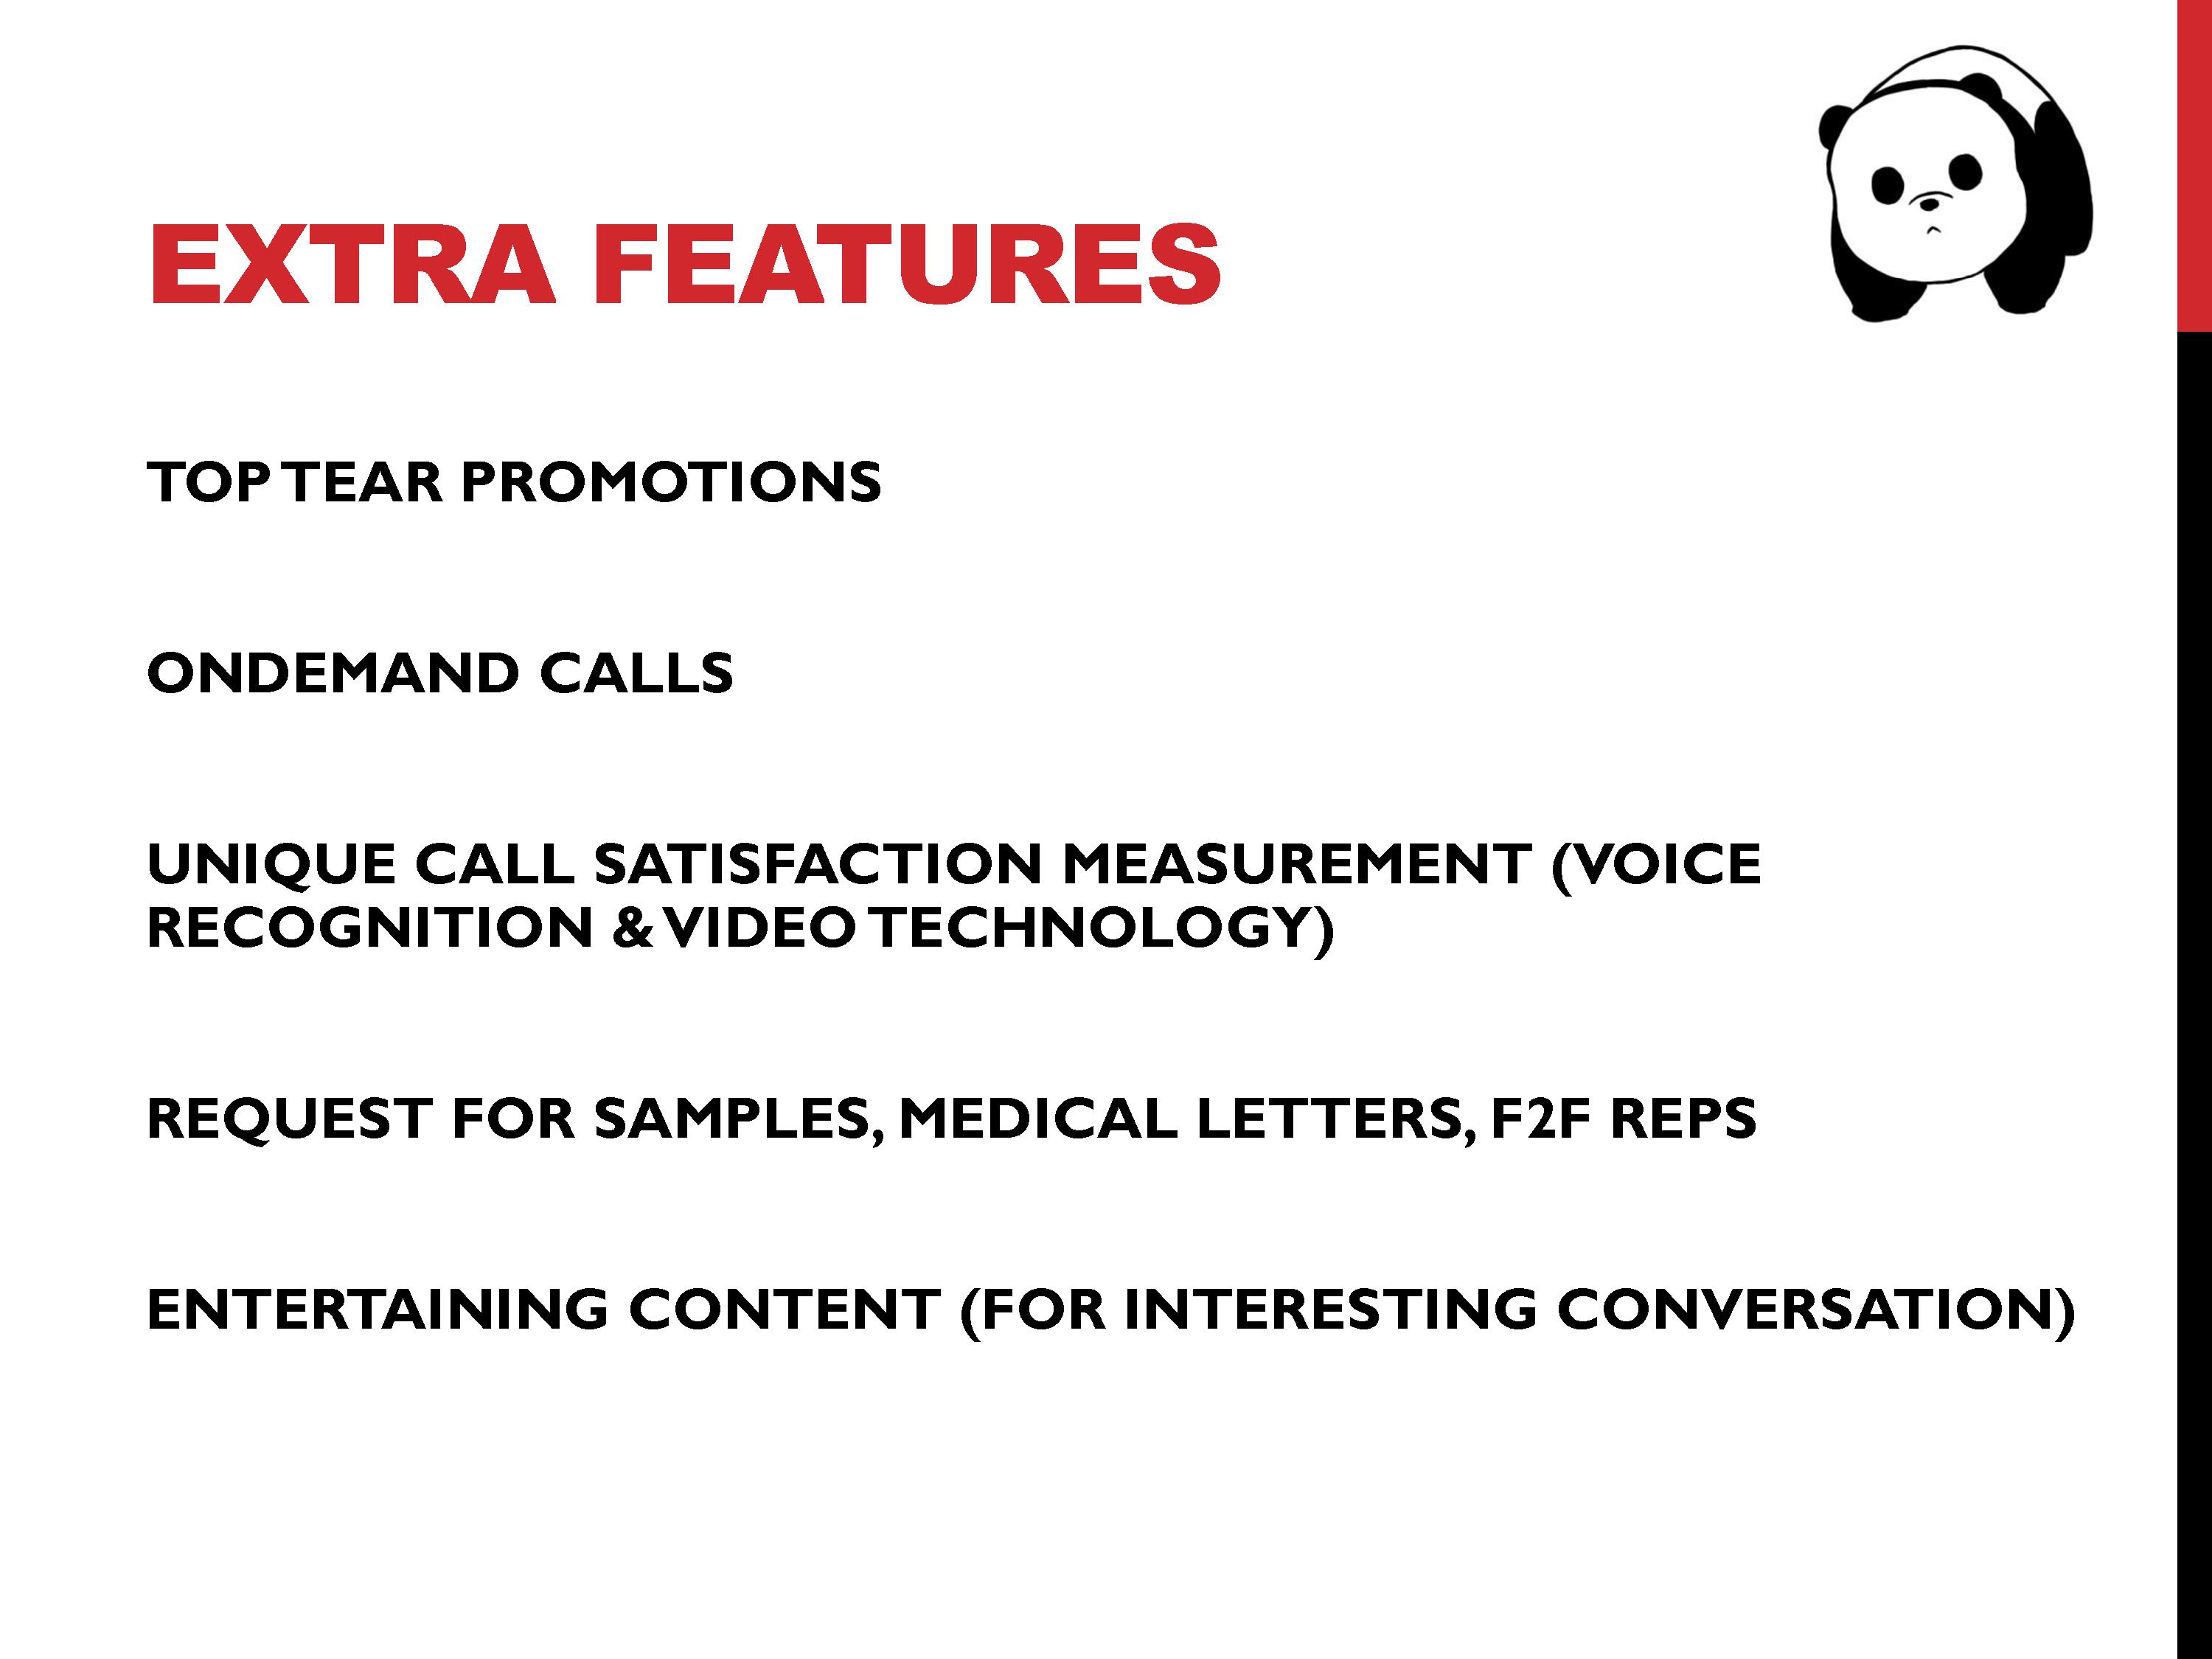 EXTRA FEATURES
TOP TEAR PROMOTIONS
ONDEMAND CALLS
UNIQUE CALL SATISFACTION MEASUREMENT (VOICE
RECOGNITION & VIDEO TECHNOLOGY)
REQUEST FOR SAMPLES, MEDICAL LETTERS, F2F REPS
ENTERTAINING CONTENT (FOR INTERESTING CONVERSATION)